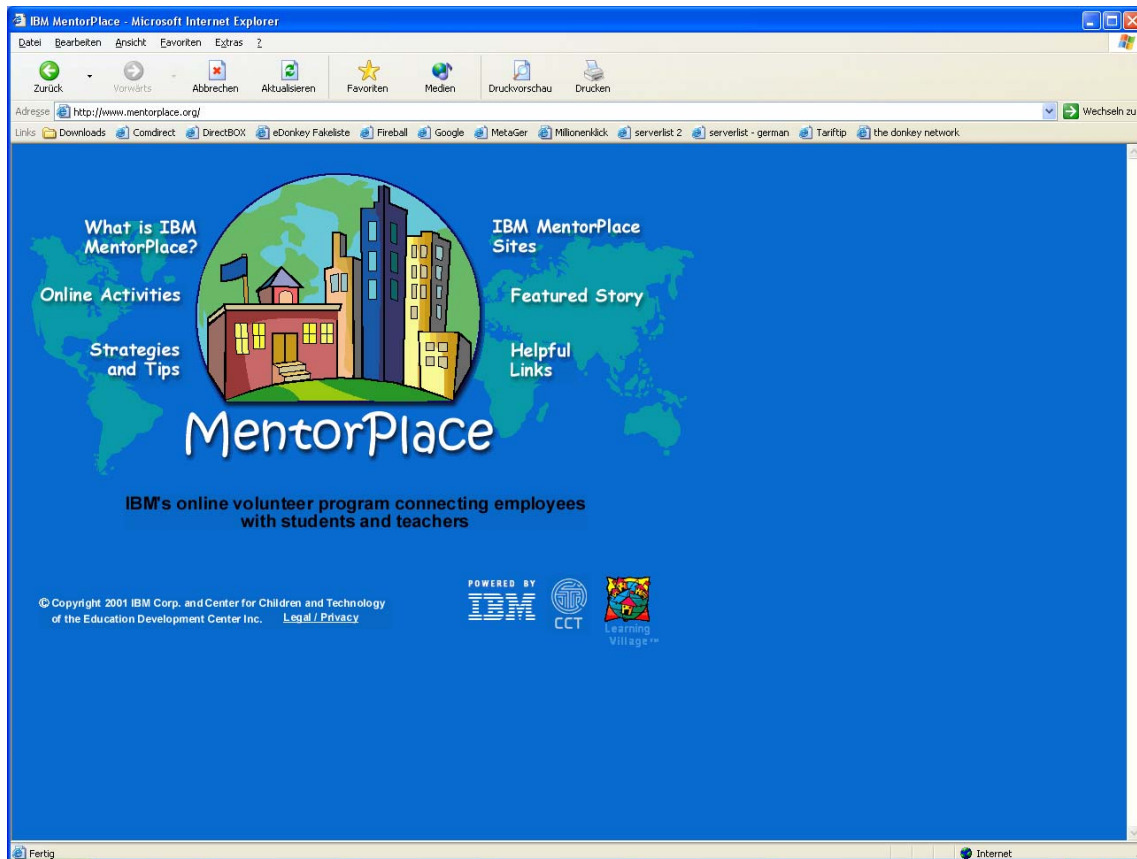 IBM MentorPlace - Microsoft Internet Explorer
Datei Bearbeiten Ansicht Favoriten Extras ?
Zurück Vorwärts Abbrechen Aktualisieren Favoriten Medien Druckvorschau Drucken
Adresse http://www.mentorplace.org/ Wechseln zu
Links Downloads Comdirect DirectBOX eDonkey Fakeliste Fireball Google MetaGer Millionenklick serverlist 2 serverlist - german Tariftip the donkey network
What is IBM
MentorPlace?
Online Activities
Strategies
and Tips
IBM MentorPlace
Sites
Featured Story
Helpful
Links
MentorPlace
IBM's online volunteer program connecting employees
with students and teachers
© Copyright 2001 IBM Corp. and Center for Children and Technology
of the Education Development Center Inc. Legal / Privacy
POWERED BY
IBM
CCT
Learning
Village™
Fertig Internet